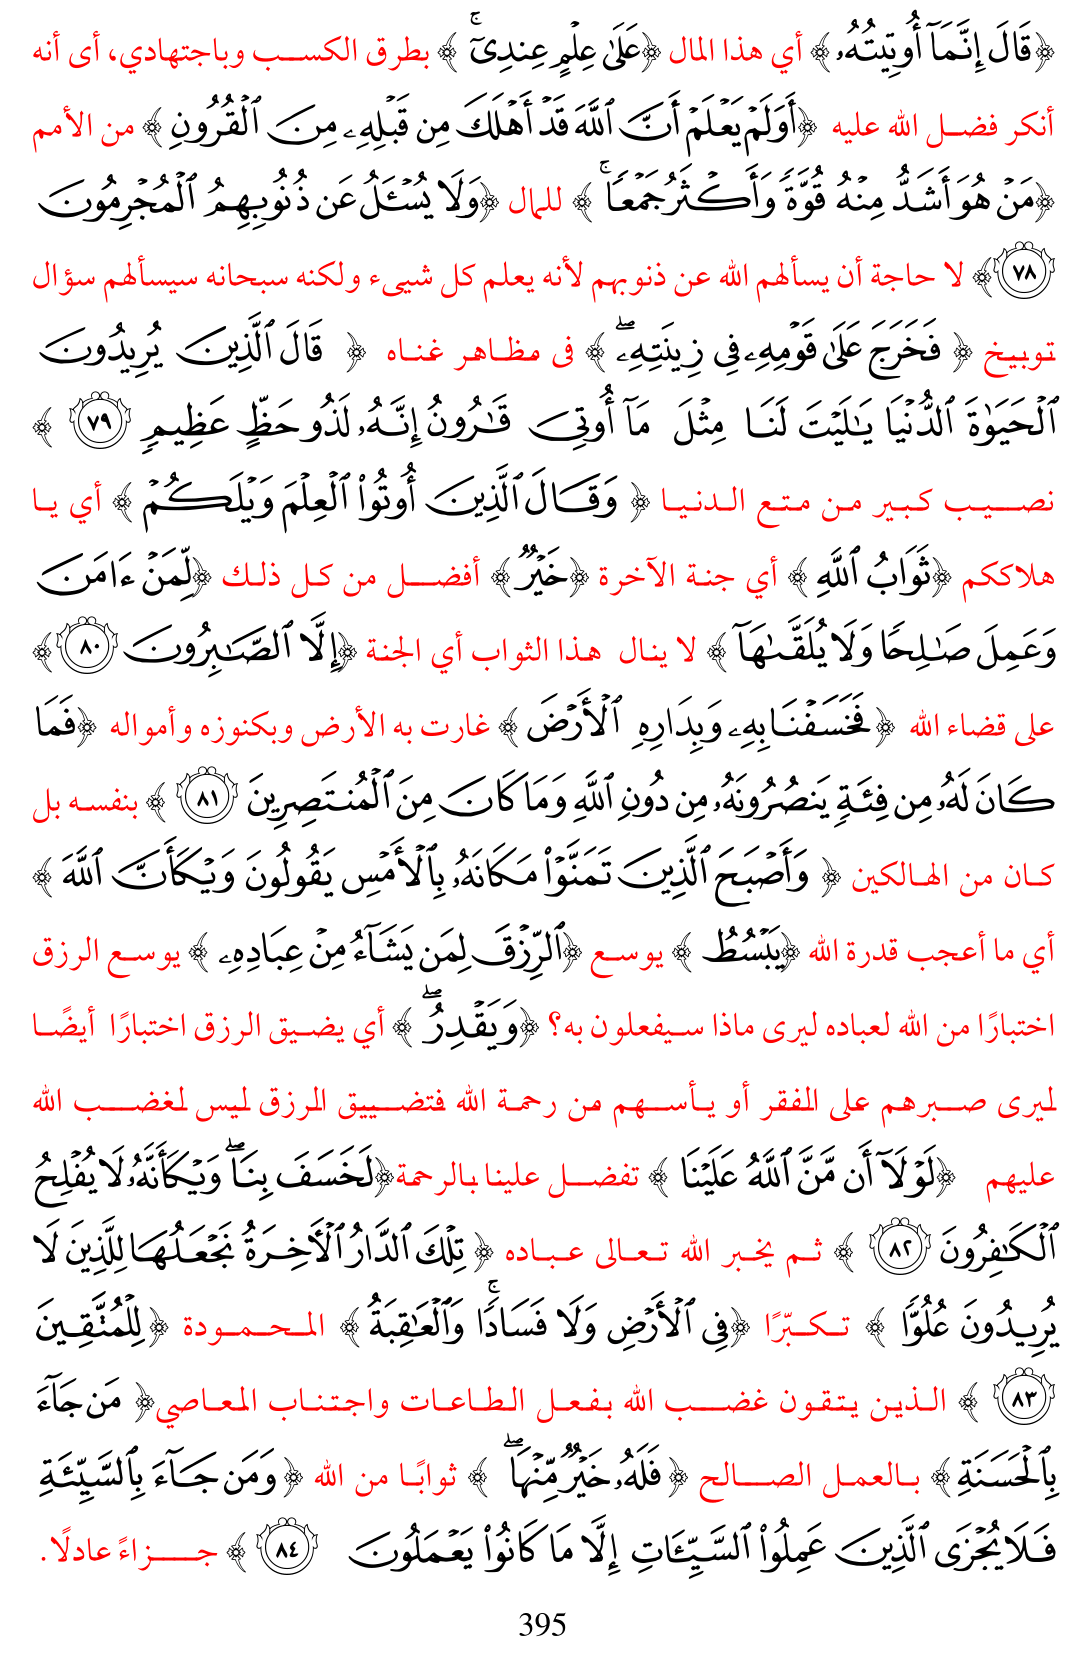 ﴿قَالَ إِنَّمَآ أُوتِيتُهُۥ﴾ أي هذا المال ﴿عَلَىٰ عِلْمٍ عِندِىٓ ۚ﴾ بطرق الكسب وباجتهادي، أى أنه
أنكر فضل الله عليه ﴿أَوَلَمْ يَعْلَمْ أَنَّ ٱللَّهَ قَدْ أَهْلَكَ مِن قَبْلِهِۦ مِنَ ٱلْقُرُونِ﴾ من الأمم
﴿مَنْ هُوَ أَشَدُّ مِنْهُ قُوَّةً وَأَكْثَرُ جَمْعًا ۚ﴾ للمال ﴿وَلَا يُسْـَٔلُ عَن ذُنُوبِهِمُ ٱلْمُجْرِمُونَ
٧٨﴾ لا حاجة أن يسألهم الله عن ذنوبهم لأنه يعلم كل شيىء ولكنه سبحانه سيسألهم سؤال
توبيخ ﴿فَخَرَجَ عَلَىٰ قَوْمِهِۦ فِى زِينَتِهِۦ ۖ﴾ فى مظاهر غناه ﴿قَالَ ٱلَّذِينَ يُرِيدُونَ
ٱلْحَيَوٰةَ ٱلدُّنْيَا يَٰلَيْتَ لَنَا مِثْلَ مَآ أُوتِىَ قَٰرُونُ إِنَّهُۥ لَذُو حَظٍّ عَظِيمٍ ٧٩﴾
نصيب كبير من متع الدنيا ﴿وَقَالَ ٱلَّذِينَ أُوتُوا۟ ٱلْعِلْمَ وَيْلَكُمْ﴾ أي يا
هلاككم ﴿ثَوَابُ ٱللَّهِ﴾ أي جنة الآخرة ﴿خَيْرٌ﴾ أفضل من كل ذلك ﴿لِّمَنْ ءَامَنَ
وَعَمِلَ صَٰلِحًا وَلَا يُلَقَّىٰهَآ﴾ لا ينال هذا الثواب أي الجنة ﴿إِلَّا ٱلصَّٰبِرُونَ ٨٠﴾
على قضاء الله ﴿فَخَسَفْنَا بِهِۦ وَبِدَارِهِ ٱلْأَرْضَ﴾ غارت به الأرض وبكنوزه وأمواله ﴿فَمَا
كَانَ لَهُۥ مِن فِئَةٍ يَنصُرُونَهُۥ مِن دُونِ ٱللَّهِ وَمَا كَانَ مِنَ ٱلْمُنتَصِرِينَ ٨١﴾ بنفسه بل
كان من الهالكين ﴿وَأَصْبَحَ ٱلَّذِينَ تَمَنَّوْا۟ مَكَانَهُۥ بِٱلْأَمْسِ يَقُولُونَ وَيْكَأَنَّ ٱللَّهَ﴾
أي ما أعجب قدرة الله ﴿يَبْسُطُ﴾ يوسع ﴿ٱلرِّزْقَ لِمَن يَشَآءُ مِنْ عِبَادِهِۦ﴾ يوسع الرزق
اختبارًا من الله لعباده ليرى ماذا سيفعلون به؟ ﴿وَيَقْدِرُ ۖ﴾ أي يضيق الرزق اختبارًا أيضًا
ليرى صبرهم على الفقر أو يأسهم من رحمة الله فتضييق الرزق ليس لغضب الله
عليهم ﴿لَوْلَآ أَن مَّنَّ ٱللَّهُ عَلَيْنَا﴾ تفضل علينا بالرحمة ﴿لَخَسَفَ بِنَا ۖ وَيْكَأَنَّهُۥ لَا يُفْلِحُ
ٱلْكَٰفِرُونَ ٨٢﴾ ثم يخبر الله تعالى عباده ﴿تِلْكَ ٱلدَّارُ ٱلْأَخِرَةُ نَجْعَلُهَا لِلَّذِينَ لَا
يُرِيدُونَ عُلُوًّا﴾ تكبّرًا ﴿فِى ٱلْأَرْضِ وَلَا فَسَادًا ۚ وَٱلْعَٰقِبَةُ﴾ المحمودة ﴿لِلْمُتَّقِينَ
٨٣﴾ الذين يتقون غضب الله بفعل الطاعات واجتناب المعاصي ﴿مَن جَآءَ
بِٱلْحَسَنَةِ﴾ بالعمل الصالح ﴿فَلَهُۥ خَيْرٌ مِّنْهَا ۖ﴾ ثوابًا من الله ﴿وَمَن جَآءَ بِٱلسَّيِّئَةِ
فَلَا يُجْزَى ٱلَّذِينَ عَمِلُوا۟ ٱلسَّيِّـَٔاتِ إِلَّا مَا كَانُوا۟ يَعْمَلُونَ ٨٤﴾ جزاءً عادلًا.
395